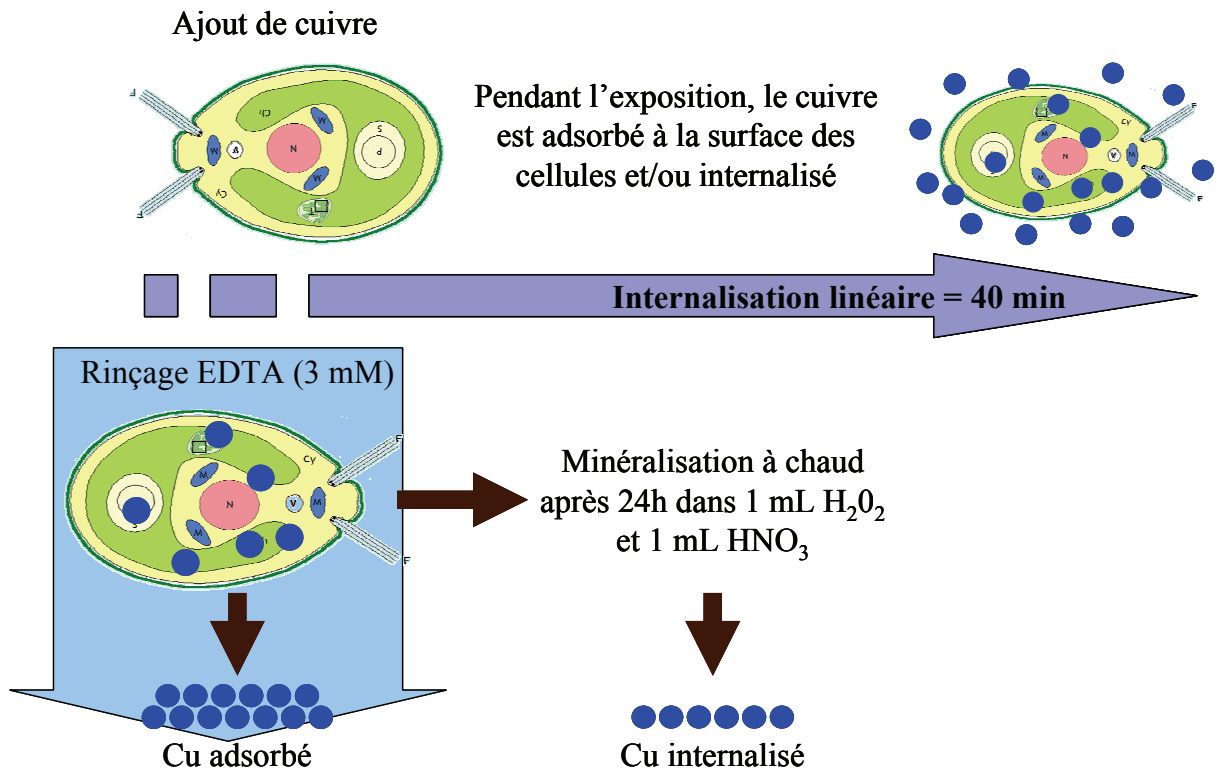 Ajout de cuivre
Pendant l’exposition, le cuivre
est adsorbé à la surface des
cellules et/ou internalisé
Internalisation linéaire = 40 min
Rinçage EDTA (3 mM)
Minéralisation à chaud
après 24h dans 1 mL H₂0₂
et 1 mL HNO₃
Cu adsorbé
Cu internalisé